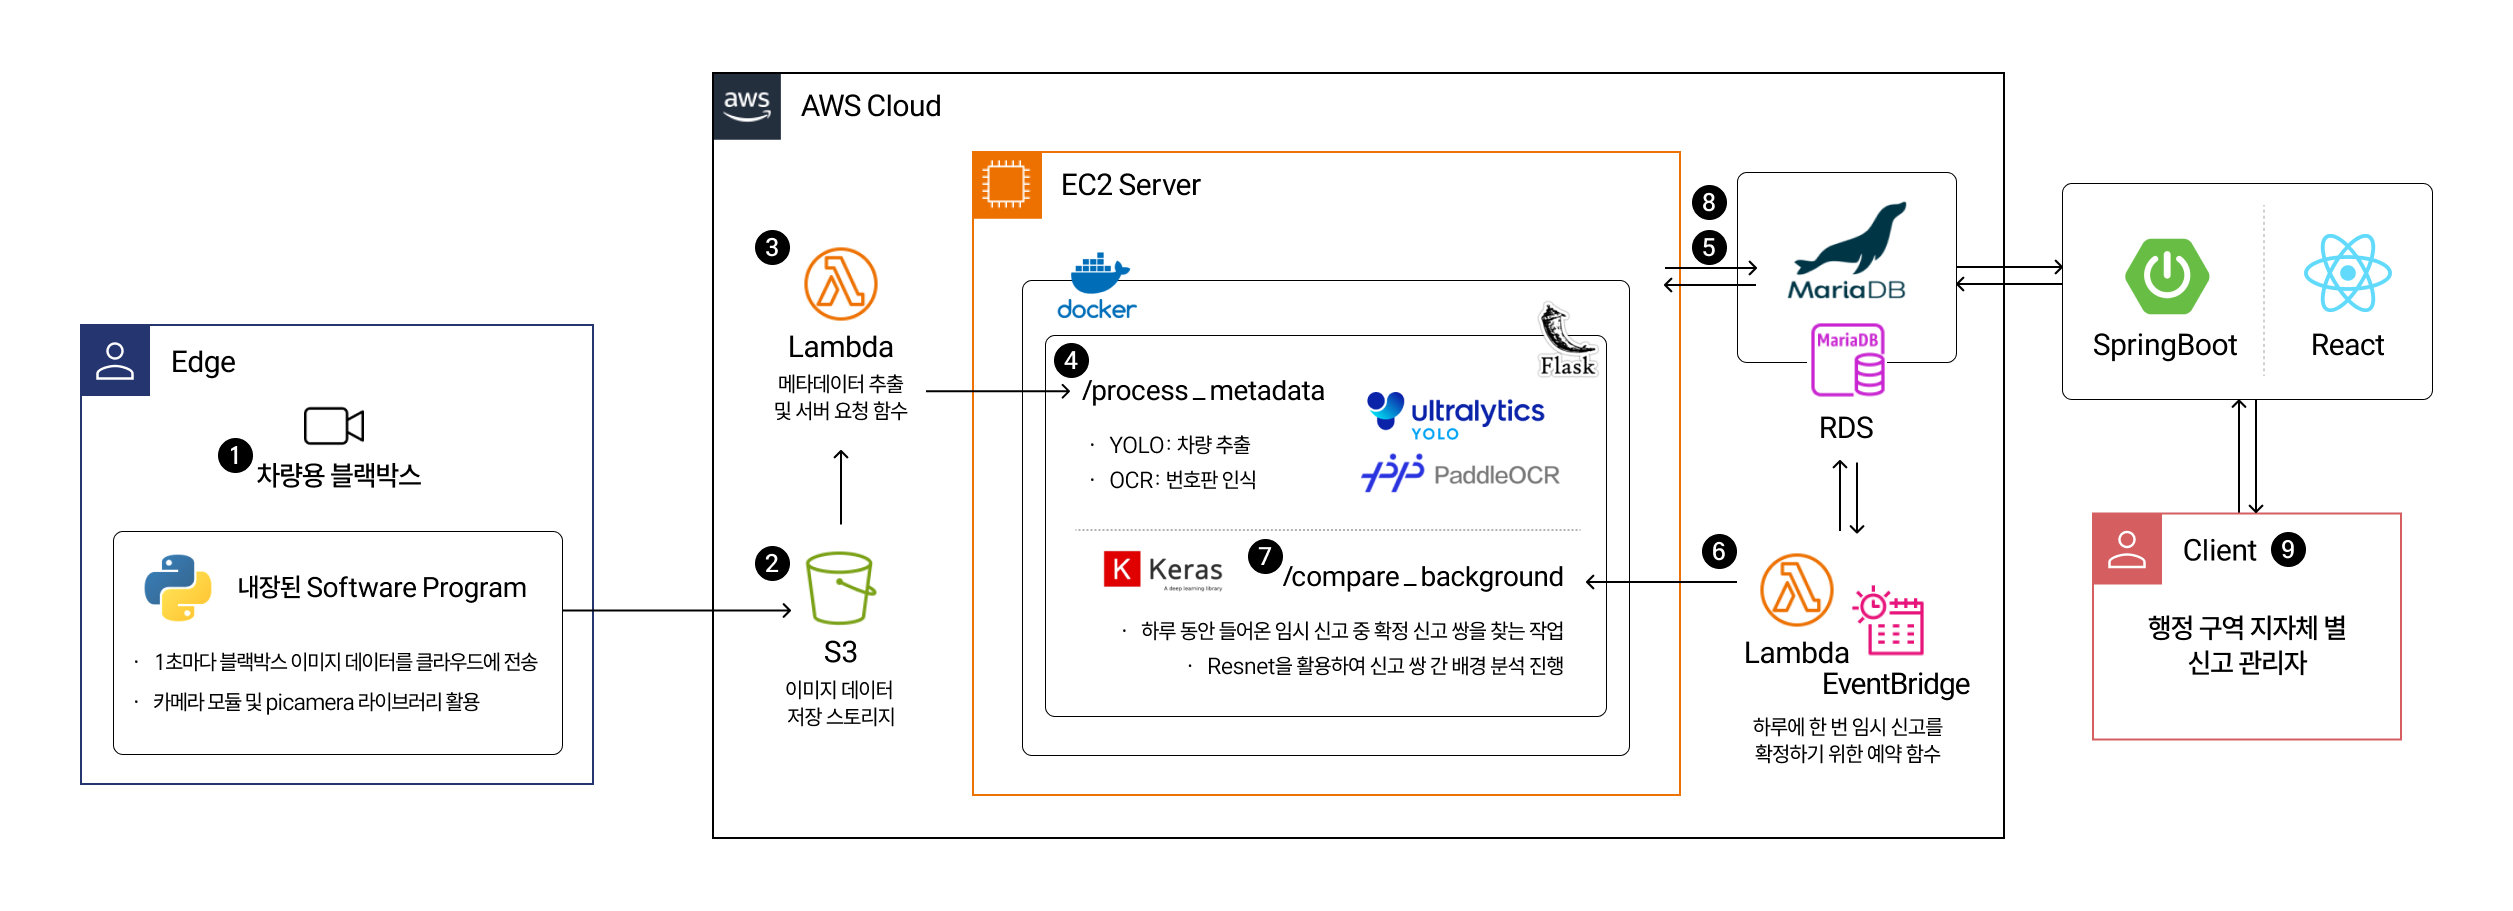 aws
AWS Cloud
EC2 Server
Edge
1
차량용 블랙박스
내장된 Software Program
· 1초마다 블랙박스 이미지 데이터를 클라우드에 전송
· 카메라 모듈 및 picamera 라이브러리 활용
2
S3
이미지 데이터
저장 스토리지
3
Lambda
메타데이터 추출
및 서버 요청 함수
docker
Flask
4
/process_metadata
· YOLO: 차량 추출
· OCR: 번호판 인식
ultralytics
YOLO
PaddleOCR
K Keras
A deep learning library
7
/compare_background
· 하루 동안 들어온 임시 신고 중 확정 신고 쌍을 찾는 작업
· Resnet을 활용하여 신고 쌍 간 배경 분석 진행
8
5
MariaDB
MariaDB
RDS
6
Lambda
EventBridge
하루에 한 번 임시 신고를
확정하기 위한 예약 함수
SpringBoot
React
Client
9
행정 구역 지자체 별
신고 관리자